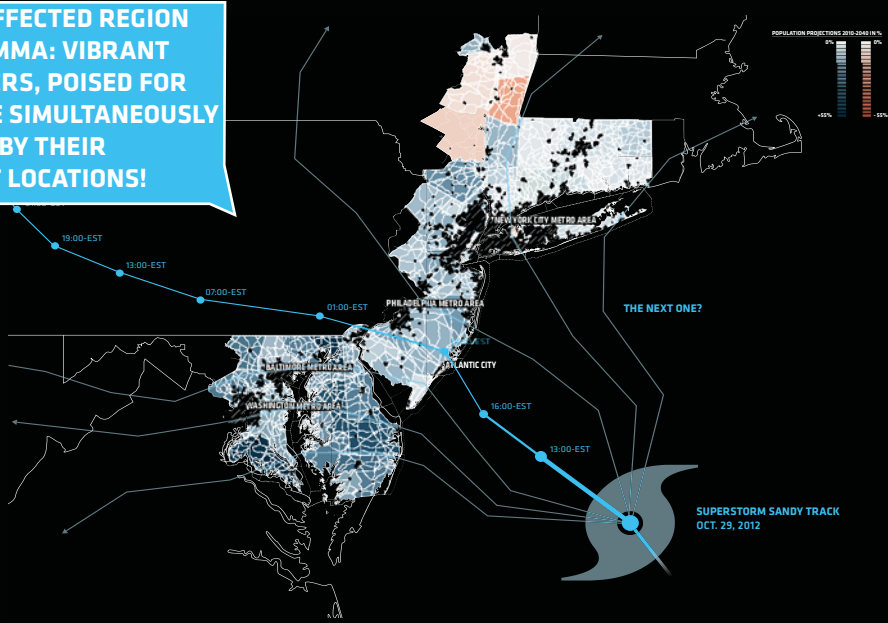 FFECTED REGION
MMA: VIBRANT
RS, POISED FOR
E SIMULTANEOUSLY
BY THEIR
LOCATIONS!
POPULATION PROJECTIONS 2010-2040 IN %
0%
0%
+55%
- 55%
19:00-EST
13:00-EST
07:00-EST
01:00-EST
NEW YORK CITY METRO AREA
PHILADELPHIA METRO AREA
THE NEXT ONE?
ATLANTIC CITY
BALTIMORE METRO AREA
WASHINGTON METRO AREA
16:00-EST
13:00-EST
SUPERSTORM SANDY TRACK
OCT. 29, 2012